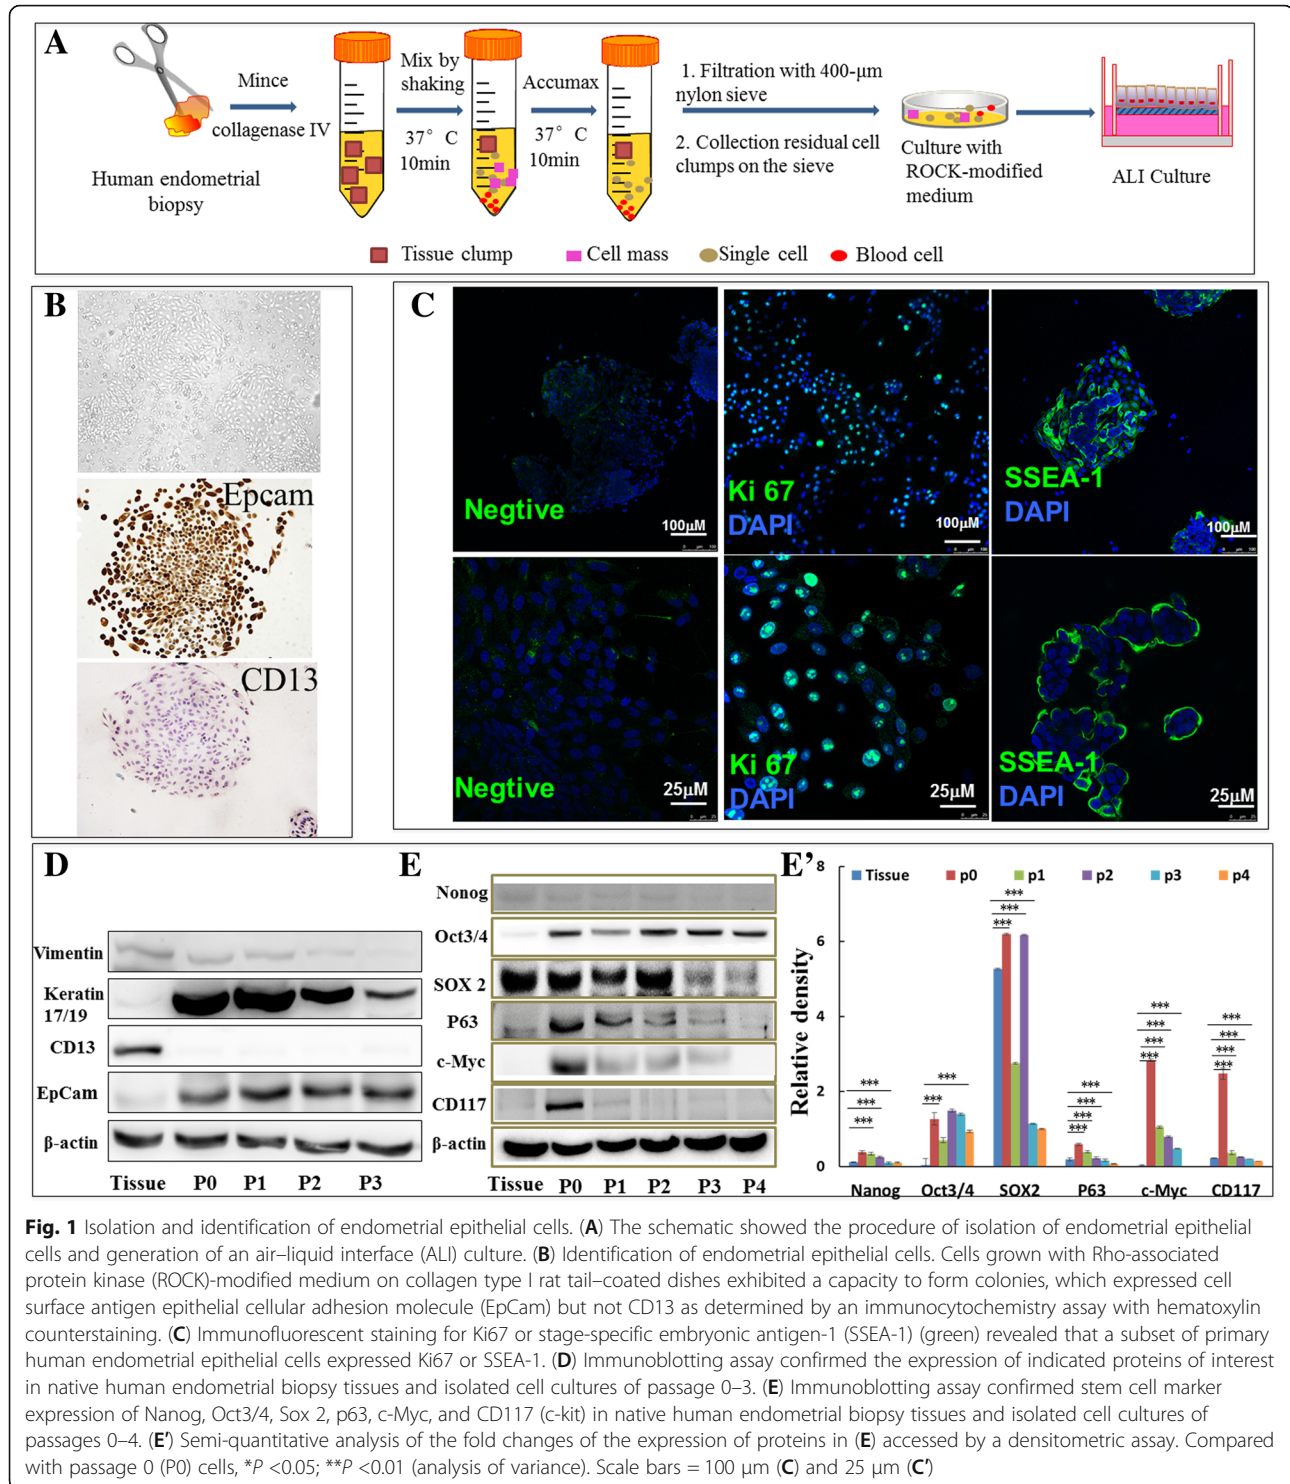 A
Mince
collagenase IV
Mix by
shaking
37° C
10min
Accumax
37° C
10min
1. Filtration with 400-μm
nylon sieve
2. Collection residual cell
clumps on the sieve
Human endometrial
biopsy
Culture with
ROCK-modified
medium
ALI Culture
Tissue clump
Cell mass
Single cell
Blood cell
B
Epcam
CD13
C
Negtive
100μM
Ki 67
DAPI
100μM
SSEA-1
DAPI
100μM
Negtive
25μM
Ki 67
DAPI
25μM
SSEA-1
DAPI
25μM
D
Vimentin
Keratin
17/19
CD13
EpCam
β-actin
Tissue P0 P1 P2 P3
E
Nonog
Oct3/4
SOX 2
P63
c-Myc
CD117
β-actin
Tissue P0 P1 P2 P3 P4
E’
Tissue p0 p1 p2 p3 p4
Relative density
8
6
4
2
0
*** *** ***
*** ***
*** *** ***
*** *** *** ***
*** *** *** ***
*** *** *** ***
Nanog Oct3/4 SOX2 P63 c-Myc CD117
Fig. 1 Isolation and identification of endometrial epithelial cells. (A) The schematic showed the procedure of isolation of endometrial epithelial
cells and generation of an air–liquid interface (ALI) culture. (B) Identification of endometrial epithelial cells. Cells grown with Rho-associated
protein kinase (ROCK)-modified medium on collagen type I rat tail–coated dishes exhibited a capacity to form colonies, which expressed cell
surface antigen epithelial cellular adhesion molecule (EpCam) but not CD13 as determined by an immunocytochemistry assay with hematoxylin
counterstaining. (C) Immunofluorescent staining for Ki67 or stage-specific embryonic antigen-1 (SSEA-1) (green) revealed that a subset of primary
human endometrial epithelial cells expressed Ki67 or SSEA-1. (D) Immunoblotting assay confirmed the expression of indicated proteins of interest
in native human endometrial biopsy tissues and isolated cell cultures of passage 0–3. (E) Immunoblotting assay confirmed stem cell marker
expression of Nanog, Oct3/4, Sox 2, p63, c-Myc, and CD117 (c-kit) in native human endometrial biopsy tissues and isolated cell cultures of
passages 0–4. (E′) Semi-quantitative analysis of the fold changes of the expression of proteins in (E) accessed by a densitometric assay. Compared
with passage 0 (P0) cells, *P <0.05; **P <0.01 (analysis of variance). Scale bars = 100 μm (C) and 25 μm (C′)